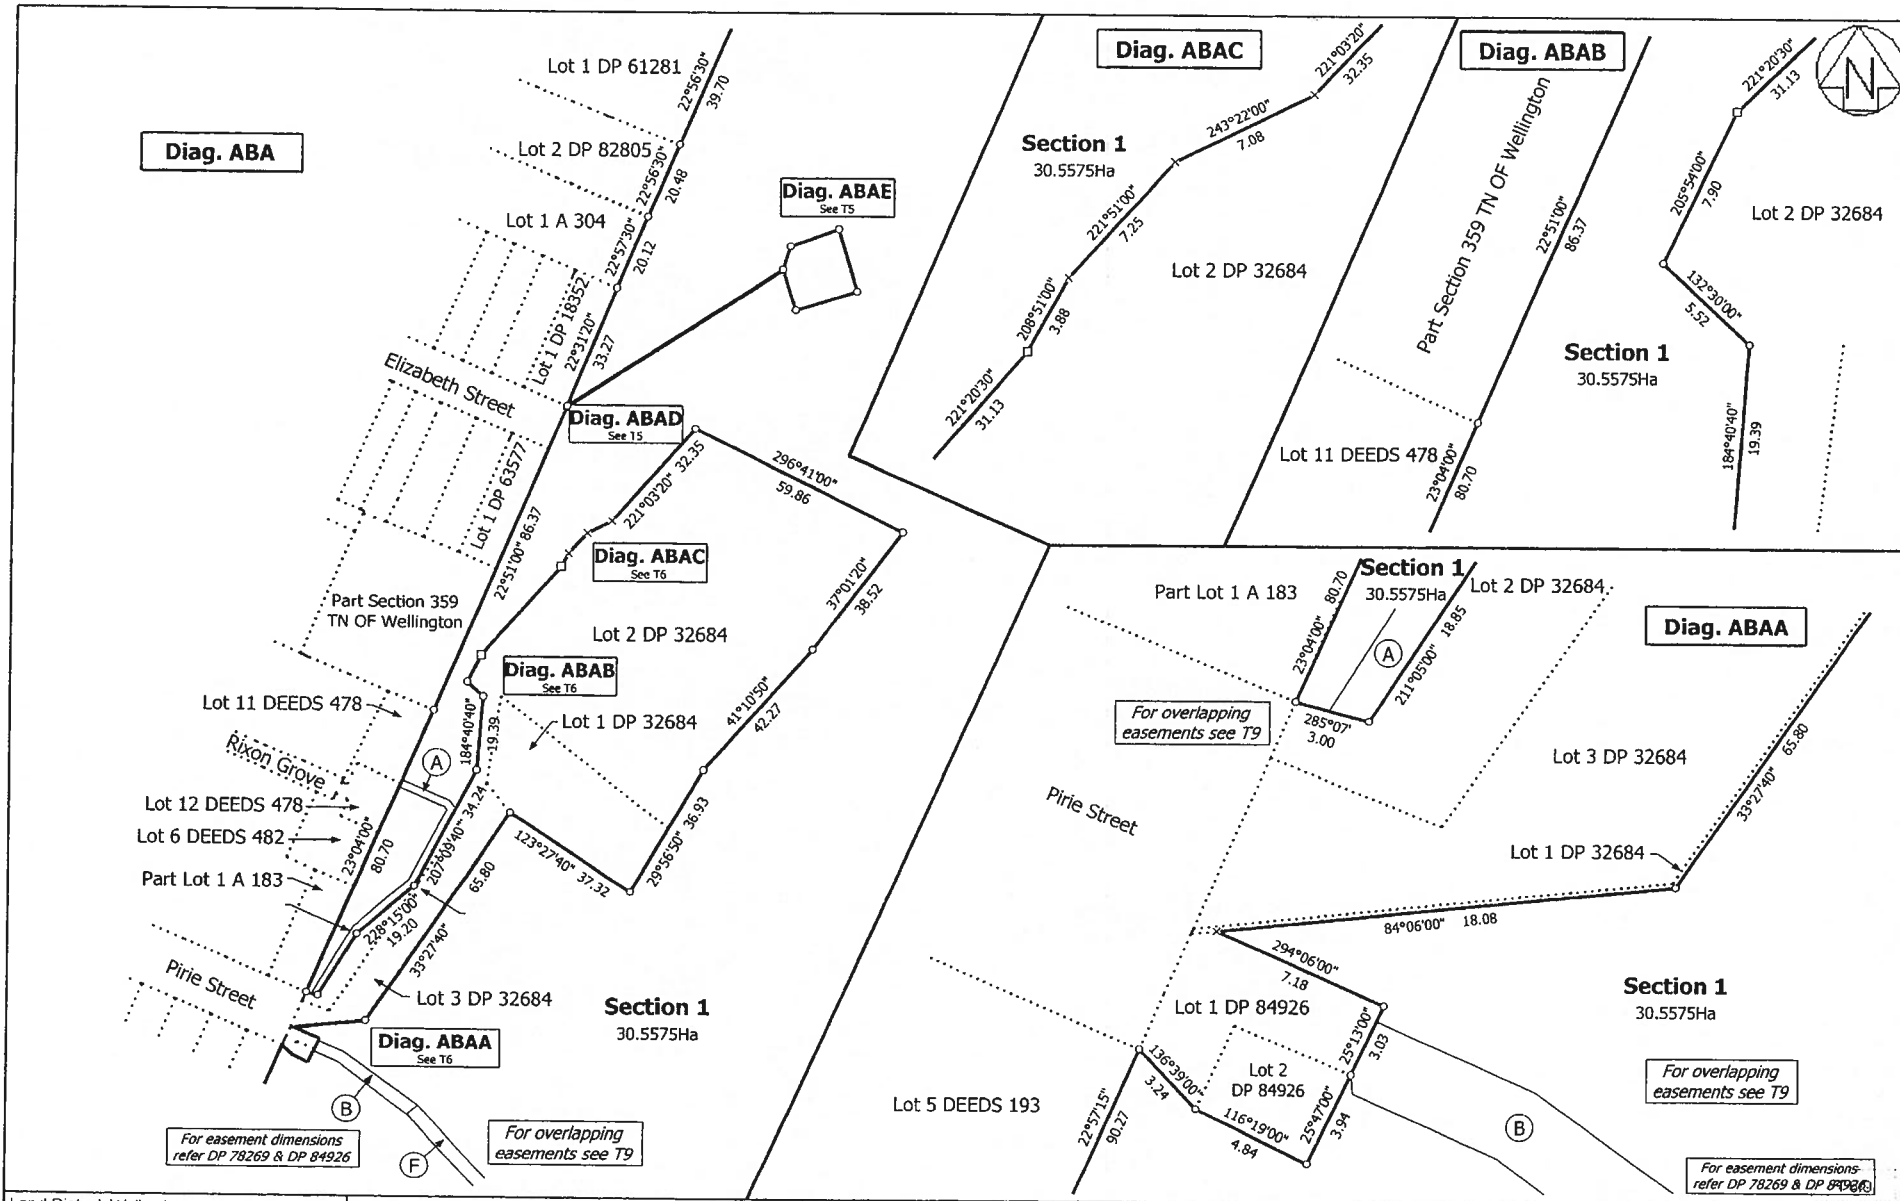 Diag. ABA
Lot 1 DP 61281
22°56'30"
39.70
Lot 2 DP 82805
22°56'30"
20.48
Lot 1 A 304
22°57'30"
20.12
Lot 1 DP 18352
22°31'20"
33.27
Diag. ABAE
See T5
Elizabeth Street
Diag. ABAD
See T5
Lot 1 DP 63577
22°51'00" 86.37
221°03'20" 32.35
296°41'00"
59.86
Diag. ABAC
See T6
Part Section 359
TN OF Wellington
Lot 2 DP 32684
37°01'20"
38.52
Diag. ABAB
See T6
Lot 11 DEEDS 478
184°40'40"
19.39
Lot 1 DP 32684
41°10'50"
42.27
Rixon Grove
A
Lot 12 DEEDS 478
Lot 6 DEEDS 482
Part Lot 1 A 183
23°04'00"
80.70
207°09'40" 34.24
228°15'00"
19.20
123°27'40" 37.32
29°56'50" 36.93
33°27'40"
65.80
Pirie Street
Lot 3 DP 32684
Section 1
30.5575Ha
Diag. ABAA
See T6
B
F
For easement dimensions
refer DP 78269 & DP 84926
For overlapping
easements see T9
Diag. ABAC
221°03'20"
32.35
243°22'00"
7.08
Section 1
30.5575Ha
221°51'00"
7.25
Lot 2 DP 32684
208°51'00"
3.88
221°20'30"
31.13
Diag. ABAB
N
221°20'30"
31.13
Part Section 359 TN OF Wellington
22°51'00"
86.37
205°54'00"
7.90
Lot 2 DP 32684
132°30'00"
5.52
Section 1
30.5575Ha
Lot 11 DEEDS 478
23°04'00"
80.70
184°40'40"
19.39
Diag. ABAA
Part Lot 1 A 183
23°04'00" 80.70
Section 1
30.5575Ha
Lot 2 DP 32684
A
211°05'00" 18.85
For overlapping
easements see T9
285°07'
3.00
Lot 3 DP 32684
33°27'40" 65.80
Pirie Street
Lot 1 DP 32684
84°06'00" 18.08
294°06'00"
7.18
Lot 1 DP 84926
25°13'00"
3.03
Section 1
30.5575Ha
136°39'00"
3.24
Lot 2
DP 84926
Lot 5 DEEDS 193
22°57'15"
90.27
116°19'00"
4.84
25°47'00"
3.94
B
For overlapping
easements see T9
For easement dimensions
refer DP 78269 & DP